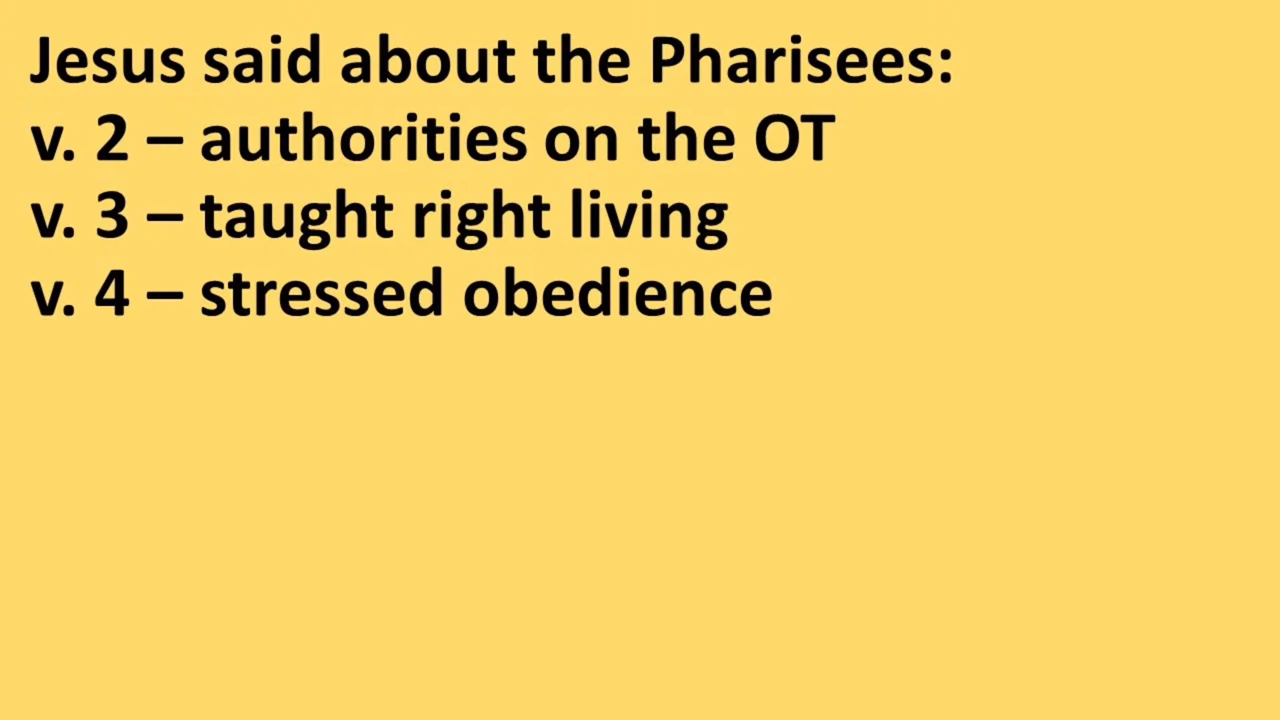 Jesus said about the Pharisees:
v. 2 – authorities on the OT
v. 3 – taught right living
v. 4 – stressed obedience